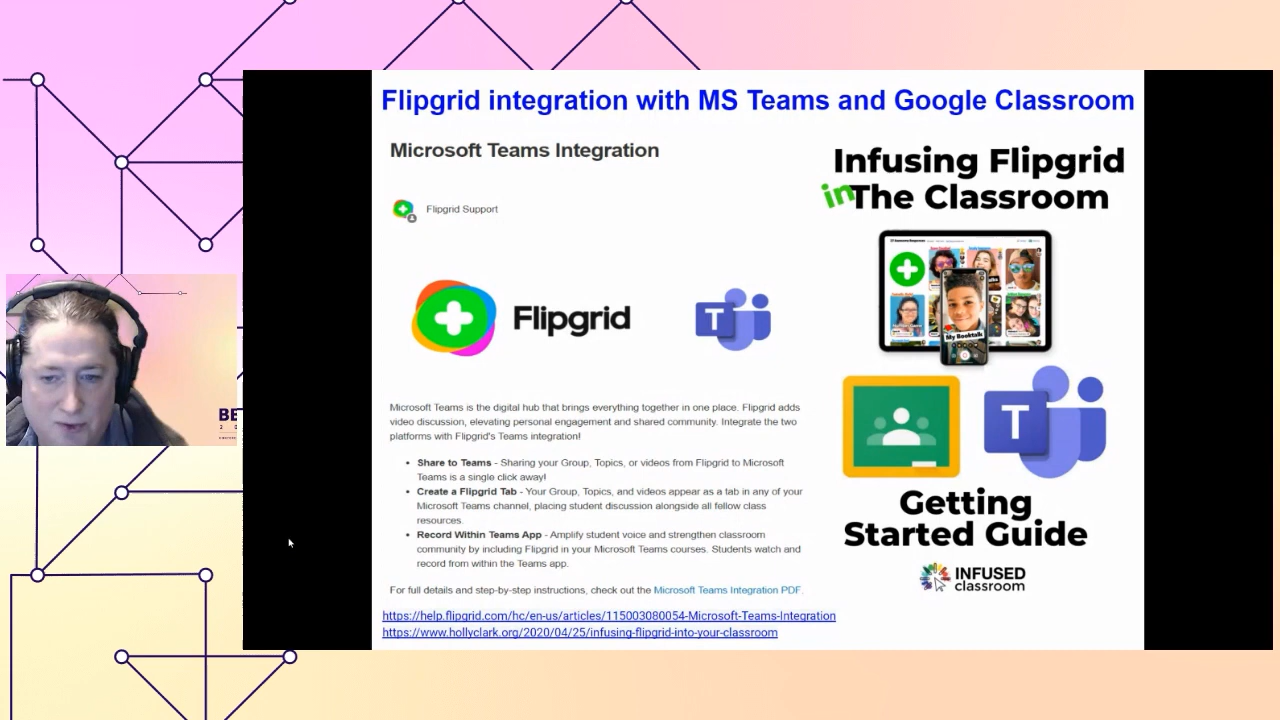 Flipgrid integration with MS Teams and Google Classroom
Microsoft Teams Integration
Flipgrid Support
Flipgrid
T
Microsoft Teams is the digital hub that brings everything together in one place. Flipgrid adds
video discussion, elevating personal engagement and shared community. Integrate the two
platforms with Flipgrid's Teams integration!
• Share to Teams - Sharing your Group, Topics, or videos from Flipgrid to Microsoft
Teams is a single click away!
• Create a Flipgrid Tab - Your Group, Topics, and videos appear as a tab in any of your
Microsoft Teams channel, placing student discussion alongside all fellow class
resources.
• Record Within Teams App - Amplify student voice and strengthen classroom
community by including Flipgrid in your Microsoft Teams courses. Students watch and
record from within the Teams app.
For full details and step-by-step instructions, check out the Microsoft Teams Integration PDF.
https://help.flipgrid.com/hc/en-us/articles/115003080054-Microsoft-Teams-Integration
https://www.hollyclark.org/2020/04/25/infusing-flipgrid-into-your-classroom
Infusing Flipgrid
in The Classroom
My Booktalk
T
Getting
Started Guide
INFUSED
classroom
BE